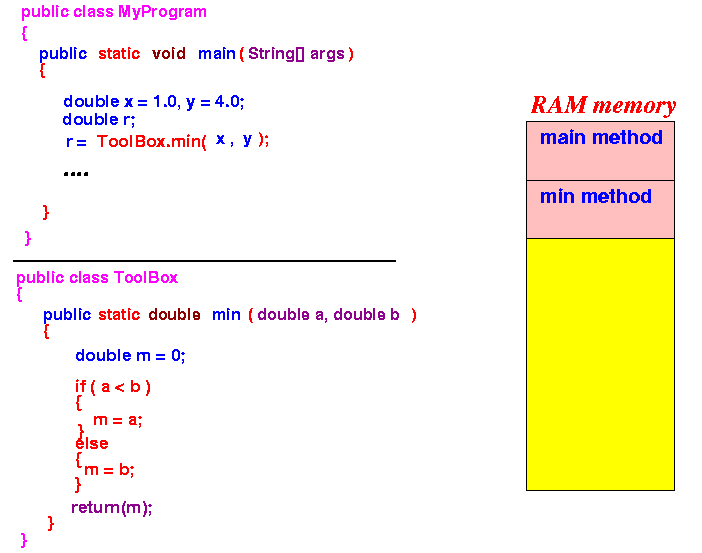 public class MyProgram
{
public static void main ( String[] args )
{
double x = 1.0, y = 4.0;
double r;
r = ToolBox.min( x , y );
....
}
}
public class ToolBox
{
public static double min ( double a, double b )
{
double m = 0;
if ( a < b )
{
m = a;
}
else
{
m = b;
}
return(m);
}
}
RAM memory
main method
min method